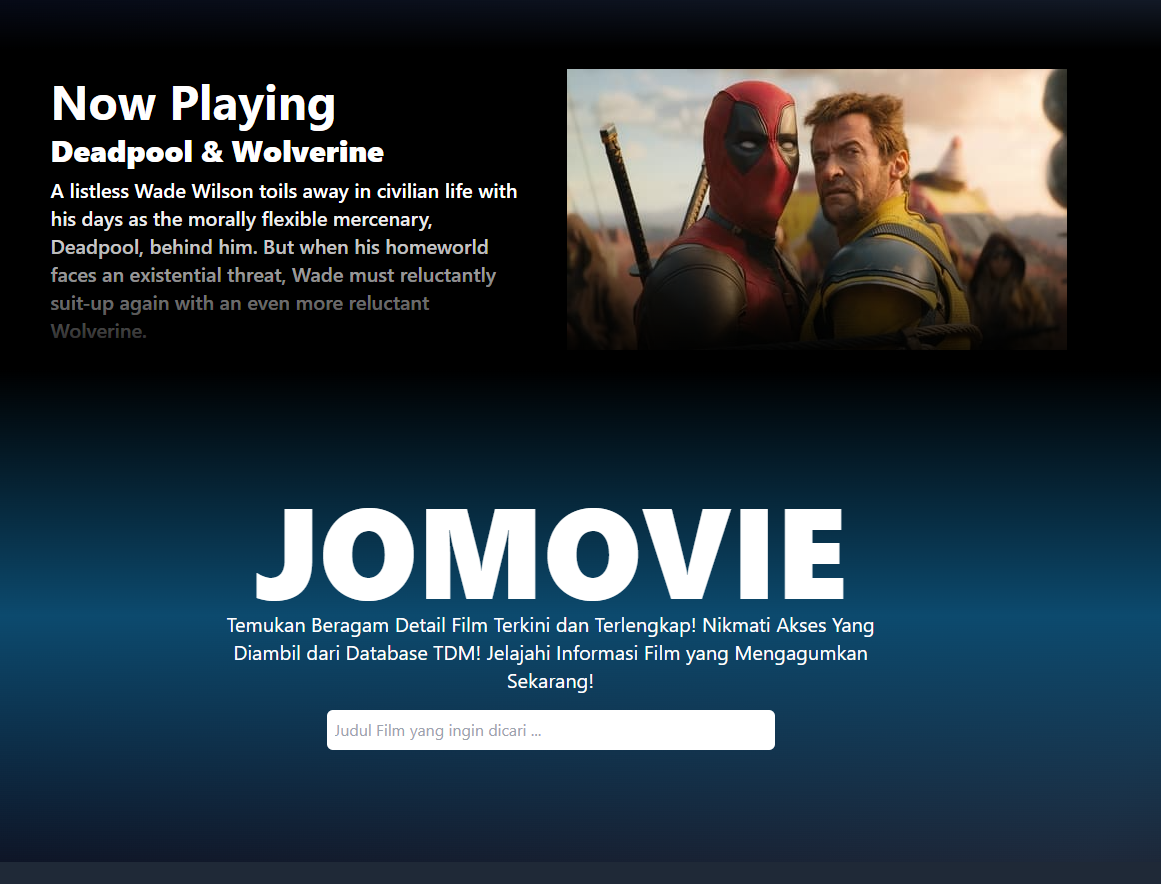 Now Playing
Deadpool & Wolverine
A listless Wade Wilson toils away in civilian life with
his days as the morally flexible mercenary,
Deadpool, behind him. But when his homeworld
faces an existential threat, Wade must reluctantly
suit-up again with an even more reluctant
Wolverine.
JOMOVIE
Temukan Beragam Detail Film Terkini dan Terlengkap! Nikmati Akses Yang
Diambil dari Database TDM! Jelajahi Informasi Film yang Mengagumkan
Sekarang!
Judul Film yang ingin dicari ...